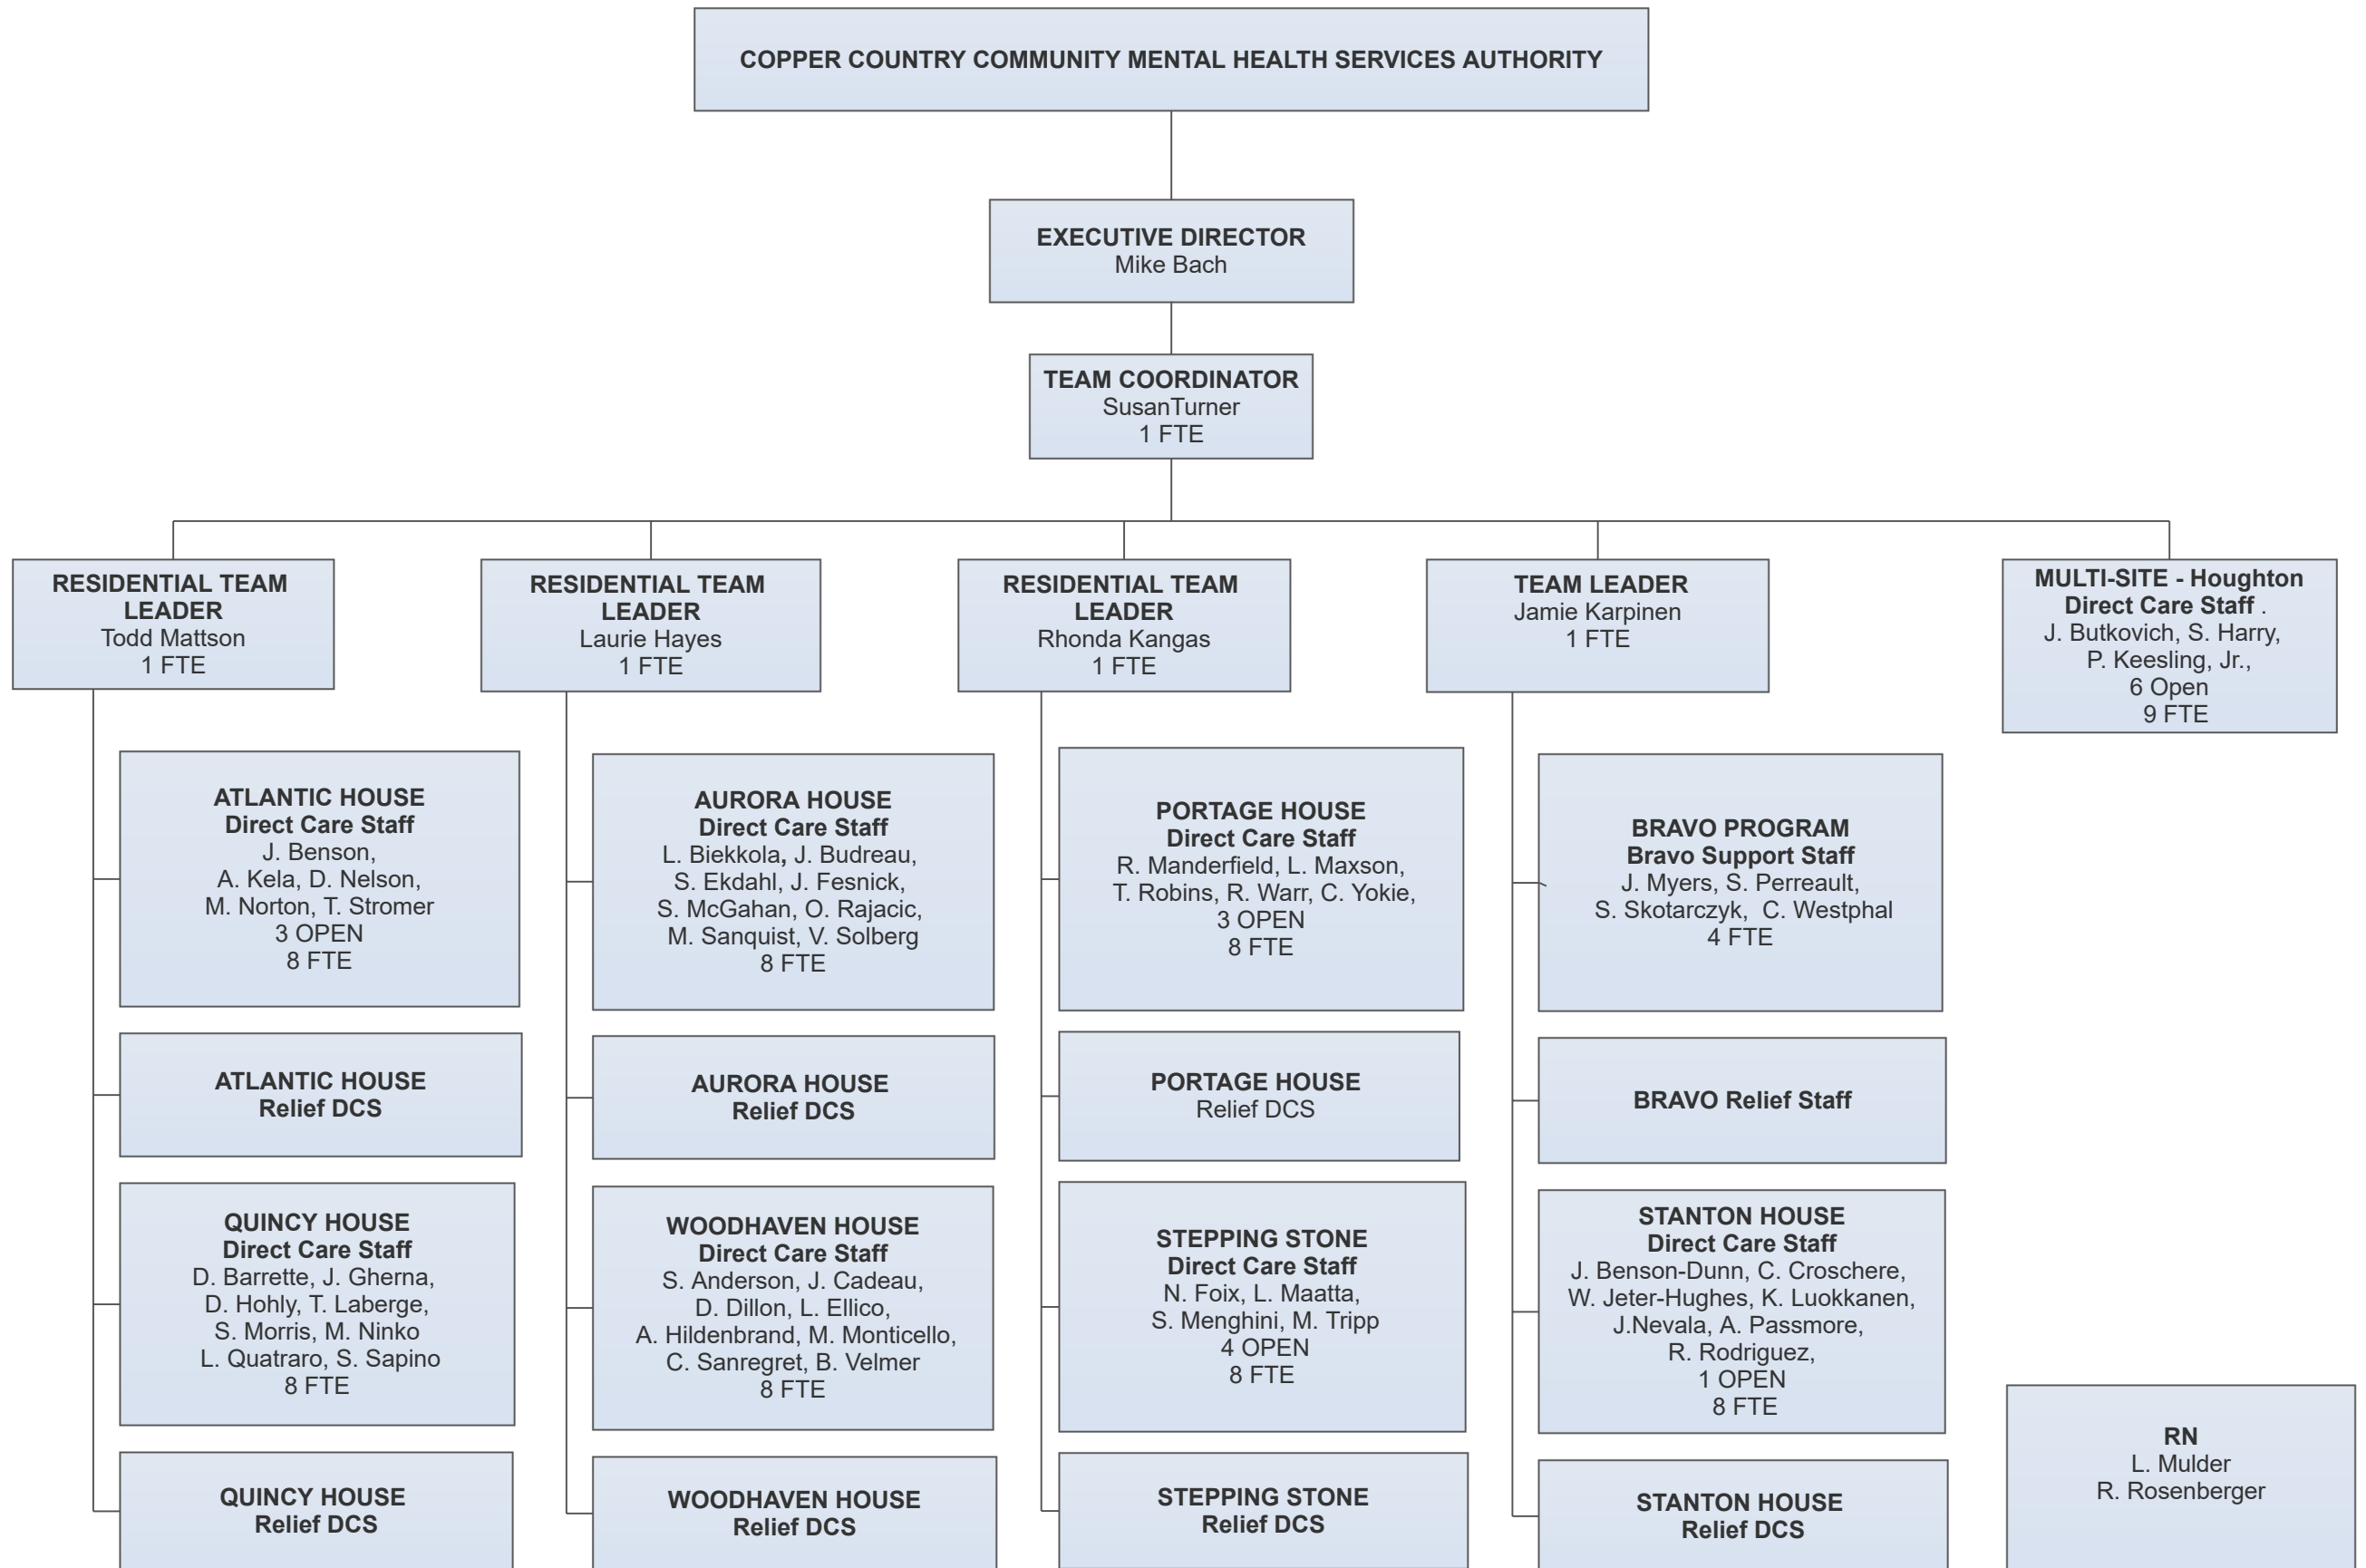 COPPER COUNTRY COMMUNITY MENTAL HEALTH SERVICES AUTHORITY
EXECUTIVE DIRECTOR
Mike Bach
TEAM COORDINATOR
SusanTurner
1 FTE
RESIDENTIAL TEAM
LEADER
Todd Mattson
1 FTE
RESIDENTIAL TEAM
LEADER
Laurie Hayes
1 FTE
RESIDENTIAL TEAM
LEADER
Rhonda Kangas
1 FTE
TEAM LEADER
Jamie Karpinen
1 FTE
MULTI-SITE - Houghton
Direct Care Staff .
J. Butkovich, S. Harry,
P. Keesling, Jr.,
6 Open
9 FTE
ATLANTIC HOUSE
Direct Care Staff
J. Benson,
A. Kela, D. Nelson,
M. Norton, T. Stromer
3 OPEN
8 FTE
AURORA HOUSE
Direct Care Staff
L. Biekkola, J. Budreau,
S. Ekdahl, J. Fesnick,
S. McGahan, O. Rajacic,
M. Sanquist, V. Solberg
8 FTE
PORTAGE HOUSE
Direct Care Staff
R. Manderfield, L. Maxson,
T. Robins, R. Warr, C. Yokie,
3 OPEN
8 FTE
BRAVO PROGRAM
Bravo Support Staff
J. Myers, S. Perreault,
S. Skotarczyk, C. Westphal
4 FTE
ATLANTIC HOUSE
Relief DCS
AURORA HOUSE
Relief DCS
PORTAGE HOUSE
Relief DCS
BRAVO Relief Staff
QUINCY HOUSE
Direct Care Staff
D. Barrette, J. Gherna,
D. Hohly, T. Laberge,
S. Morris, M. Ninko
L. Quatraro, S. Sapino
8 FTE
WOODHAVEN HOUSE
Direct Care Staff
S. Anderson, J. Cadeau,
D. Dillon, L. Ellico,
A. Hildenbrand, M. Monticello,
C. Sanregret, B. Velmer
8 FTE
STEPPING STONE
Direct Care Staff
N. Foix, L. Maatta,
S. Menghini, M. Tripp
4 OPEN
8 FTE
STANTON HOUSE
Direct Care Staff
J. Benson-Dunn, C. Croschere,
W. Jeter-Hughes, K. Luokkanen,
J.Nevala, A. Passmore,
R. Rodriguez,
1 OPEN
8 FTE
RN
L. Mulder
R. Rosenberger
QUINCY HOUSE
Relief DCS
WOODHAVEN HOUSE
Relief DCS
STEPPING STONE
Relief DCS
STANTON HOUSE
Relief DCS